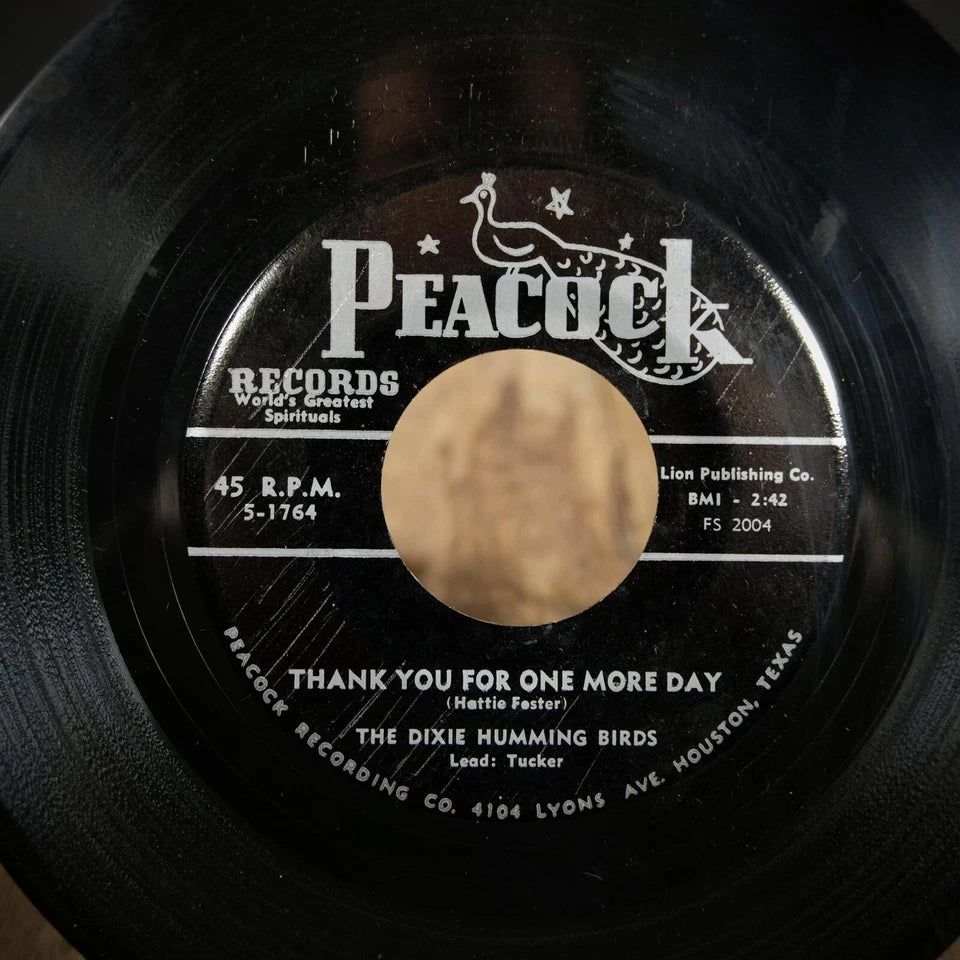 PEACOCK
RECORDS
World's Greatest
Spirituals
45 R.P.M.
5-1764
Lion Publishing Co.
BMI - 2:42
FS 2004
THANK YOU FOR ONE MORE DAY
(Hattie Foster)
THE DIXIE HUMMING BIRDS
Lead: Tucker
PEACOCK RECORDING CO. 4104 LYONS AVE. HOUSTON, TEXAS